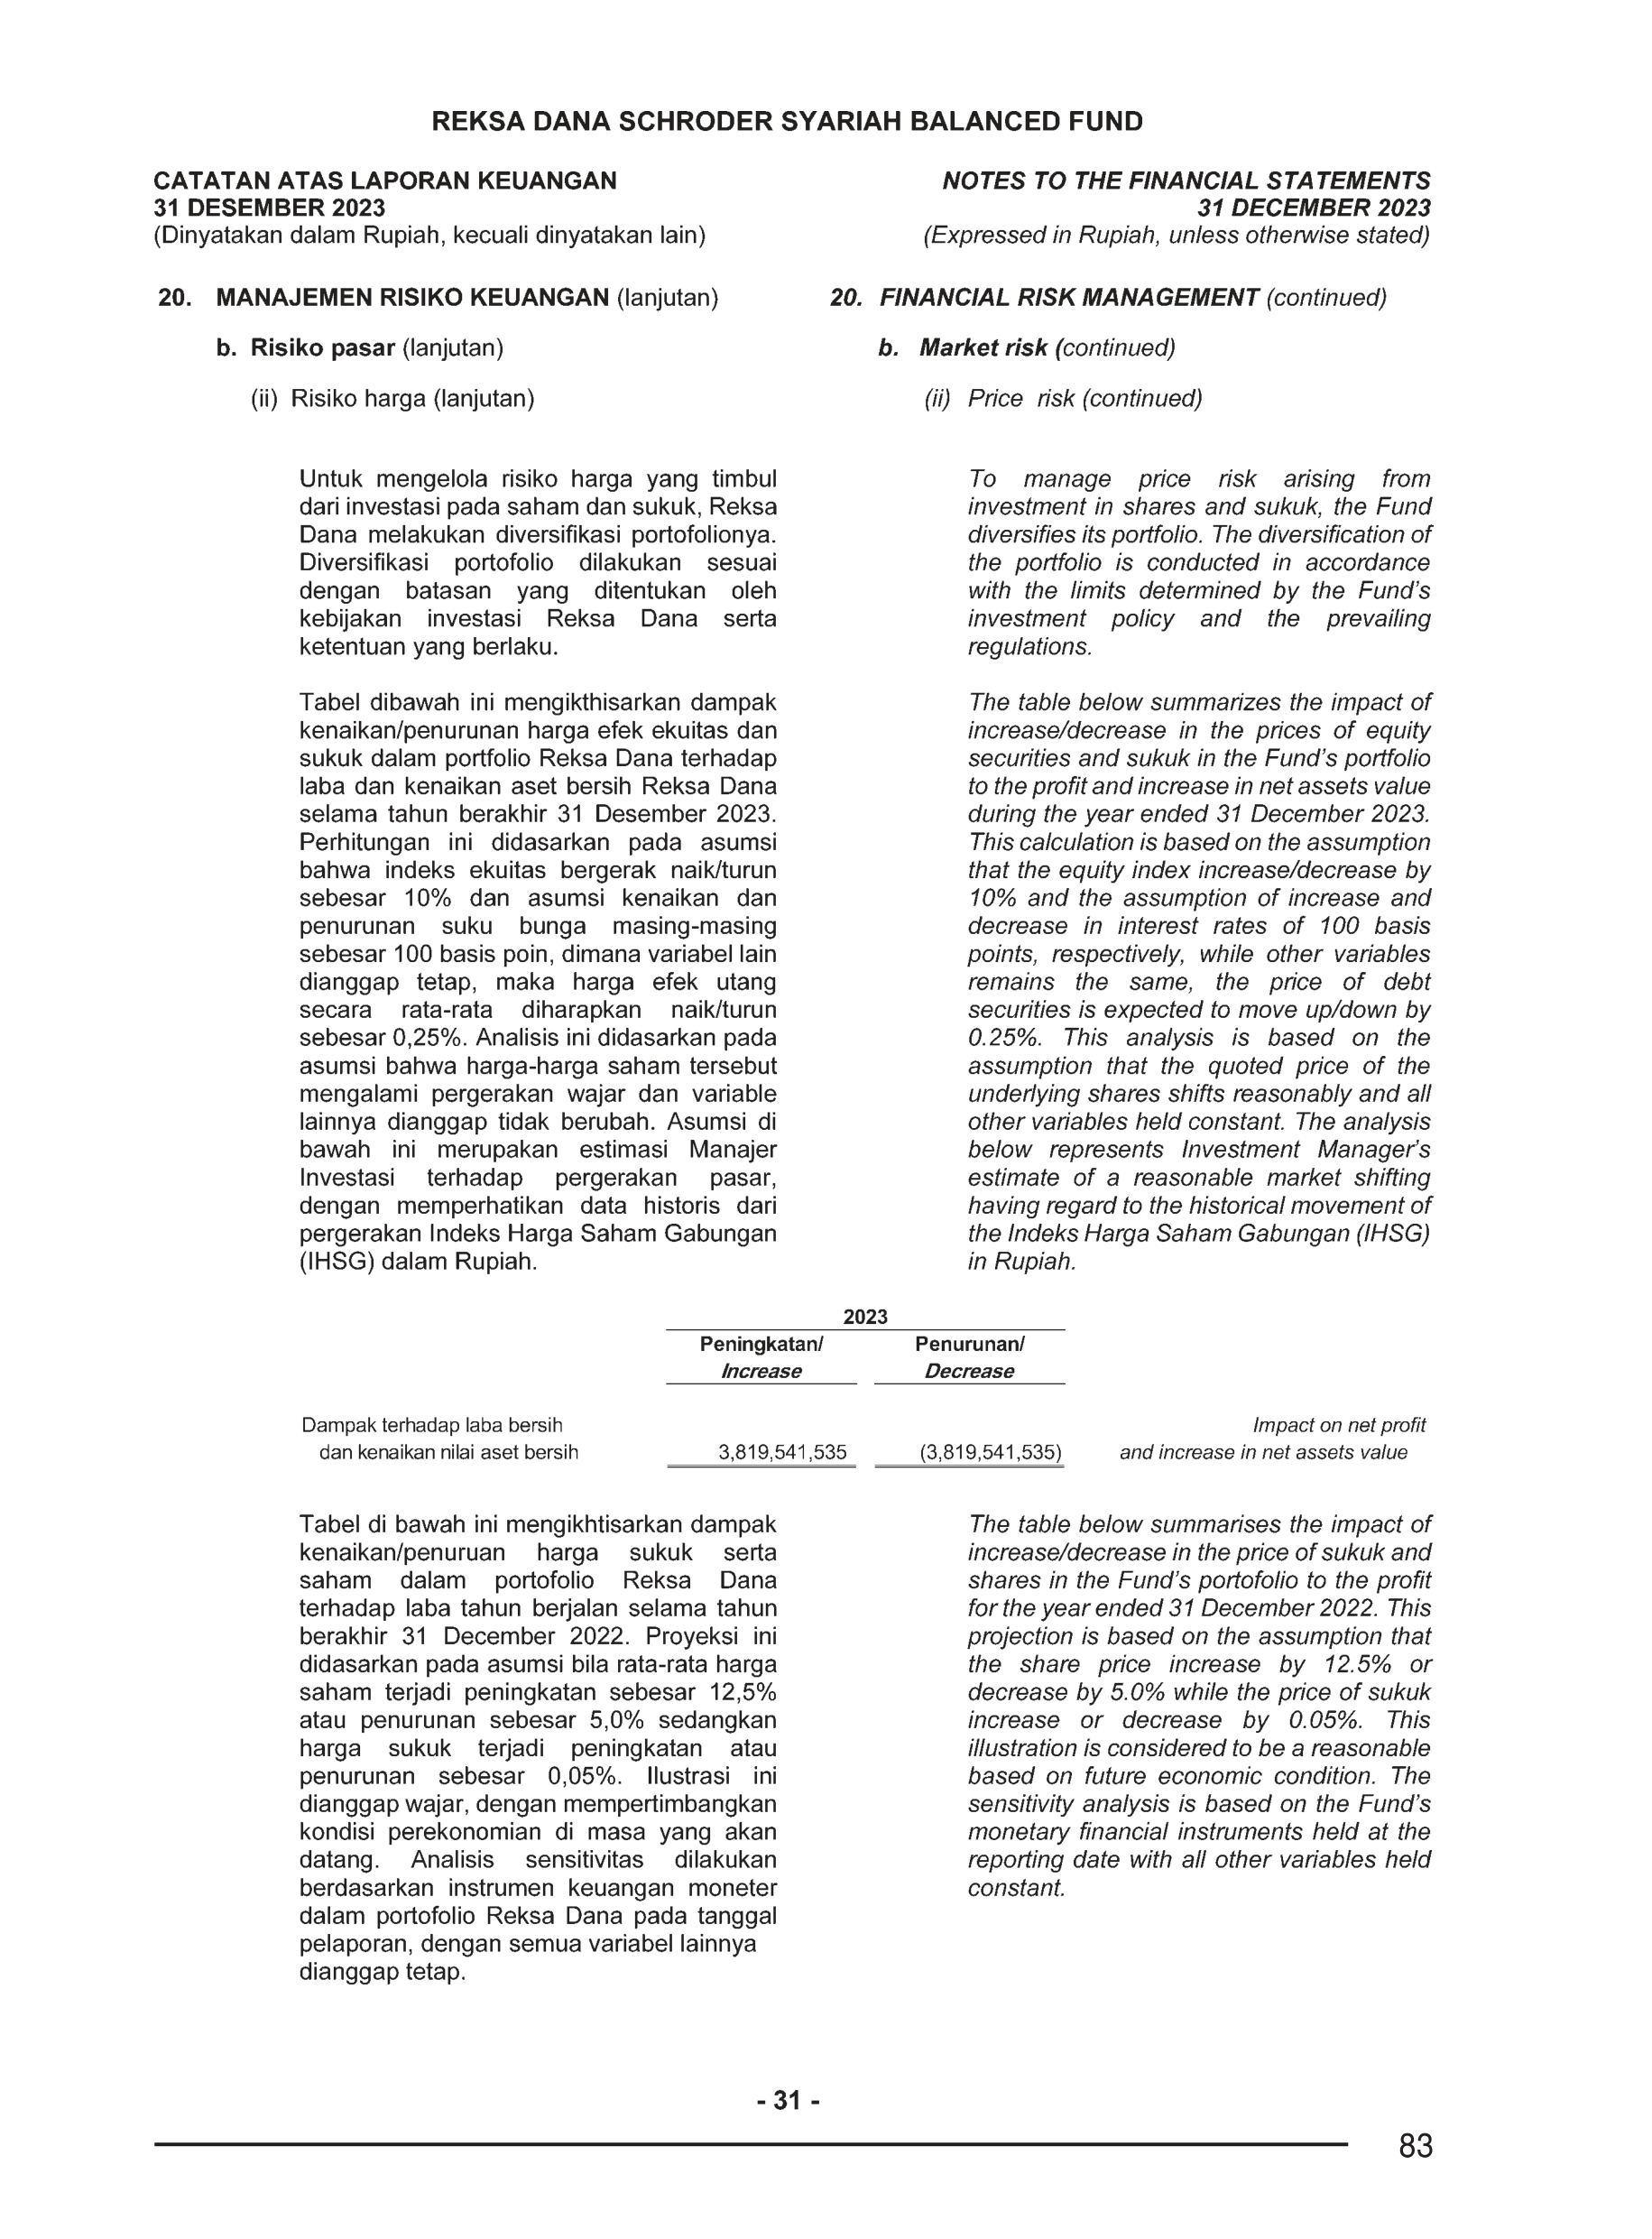 REKSA DANA SCHRODER SYARIAH BALANCED FUND
CATATAN ATAS LAPORAN KEUANGAN
31 DESEMBER 2023
(Dinyatakan dalam Rupiah, kecuali dinyatakan lain)
NOTES TO THE FINANCIAL STATEMENTS
31 DECEMBER 2023
(Expressed in Rupiah, unless otherwise stated)
20. MANAJEMEN RISIKO KEUANGAN (lanjutan)
b. Risiko pasar (lanjutan)
(ii) Risiko harga (lanjutan)
Untuk mengelola risiko harga yang timbul
dari investasi pada saham dan sukuk, Reksa
Dana melakukan diversifikasi portofolionya.
Diversifikasi portofolio dilakukan sesuai
dengan batasan yang ditentukan oleh
kebijakan investasi Reksa Dana serta
ketentuan yang berlaku.
Tabel dibawah ini mengikthisarkan dampak
kenaikan/penurunan harga efek ekuitas dan
sukuk dalam portfolio Reksa Dana terhadap
laba dan kenaikan aset bersih Reksa Dana
selama tahun berakhir 31 Desember 2023.
Perhitungan ini didasarkan pada asumsi
bahwa indeks ekuitas bergerak naik/turun
sebesar 10% dan asumsi kenaikan dan
penurunan suku bunga masing-masing
sebesar 100 basis poin, dimana variabel lain
dianggap tetap, maka harga efek utang
secara rata-rata diharapkan naik/turun
sebesar 0,25%. Analisis ini didasarkan pada
asumsi bahwa harga-harga saham tersebut
mengalami pergerakan wajar dan variable
lainnya dianggap tidak berubah. Asumsi di
bawah ini merupakan estimasi Manajer
Investasi terhadap pergerakan pasar,
dengan memperhatikan data historis dari
pergerakan Indeks Harga Saham Gabungan
(IHSG) dalam Rupiah.
20. FINANCIAL RISK MANAGEMENT (continued)
b. Market risk (continued)
(ii) Price risk (continued)
To manage price risk arising from
investment in shares and sukuk, the Fund
diversifies its portfolio. The diversification of
the portfolio is conducted in accordance
with the limits determined by the Fund's
investment policy and the prevailing
regulations.
The table below summarizes the impact of
increase/decrease in the prices of equity
securities and sukuk in the Fund's portfolio
to the profit and increase in net assets value
during the year ended 31 December 2023.
This calculation is based on the assumption
that the equity index increase/decrease by
10% and the assumption of increase and
decrease in interest rates of 100 basis
points, respectively, while other variables
remains the same, the price of debt
securities is expected to move up/down by
0.25%. This analysis is based on the
assumption that the quoted price of the
underlying shares shifts reasonably and all
other variables held constant. The analysis
below represents Investment Manager's
estimate of a reasonable market shifting
having regard to the historical movement of
the Indeks Harga Saham Gabungan (IHSG)
in Rupiah.
2023
Peningkatan/ Penurunan/
Increase Decrease
Dampak terhadap laba bersih Impact on net profit
dan kenaikan nilai aset bersih 3,819,541,535 (3,819,541,535) and increase in net assets value
Tabel di bawah ini mengikhtisarkan dampak
kenaikan/penuruan harga sukuk serta
saham dalam portofolio Reksa Dana
terhadap laba tahun berjalan selama tahun
berakhir 31 December 2022. Proyeksi ini
didasarkan pada asumsi bila rata-rata harga
saham terjadi peningkatan sebesar 12,5%
atau penurunan sebesar 5,0% sedangkan
harga sukuk terjadi peningkatan atau
penurunan sebesar 0,05%. Ilustrasi ini
dianggap wajar, dengan mempertimbangkan
kondisi perekonomian di masa yang akan
datang. Analisis sensitivitas dilakukan
berdasarkan instrumen keuangan moneter
dalam portofolio Reksa Dana pada tanggal
pelaporan, dengan semua variabel lainnya
dianggap tetap.
The table below summarises the impact of
increase/decrease in the price of sukuk and
shares in the Fund's portofolio to the profit
for the year ended 31 December 2022. This
projection is based on the assumption that
the share price increase by 12.5% or
decrease by 5.0% while the price of sukuk
increase or decrease by 0.05%. This
illustration is considered to be a reasonable
based on future economic condition. The
sensitivity analysis is based on the Fund's
monetary financial instruments held at the
reporting date with all other variables held
constant.
- 31 -
83